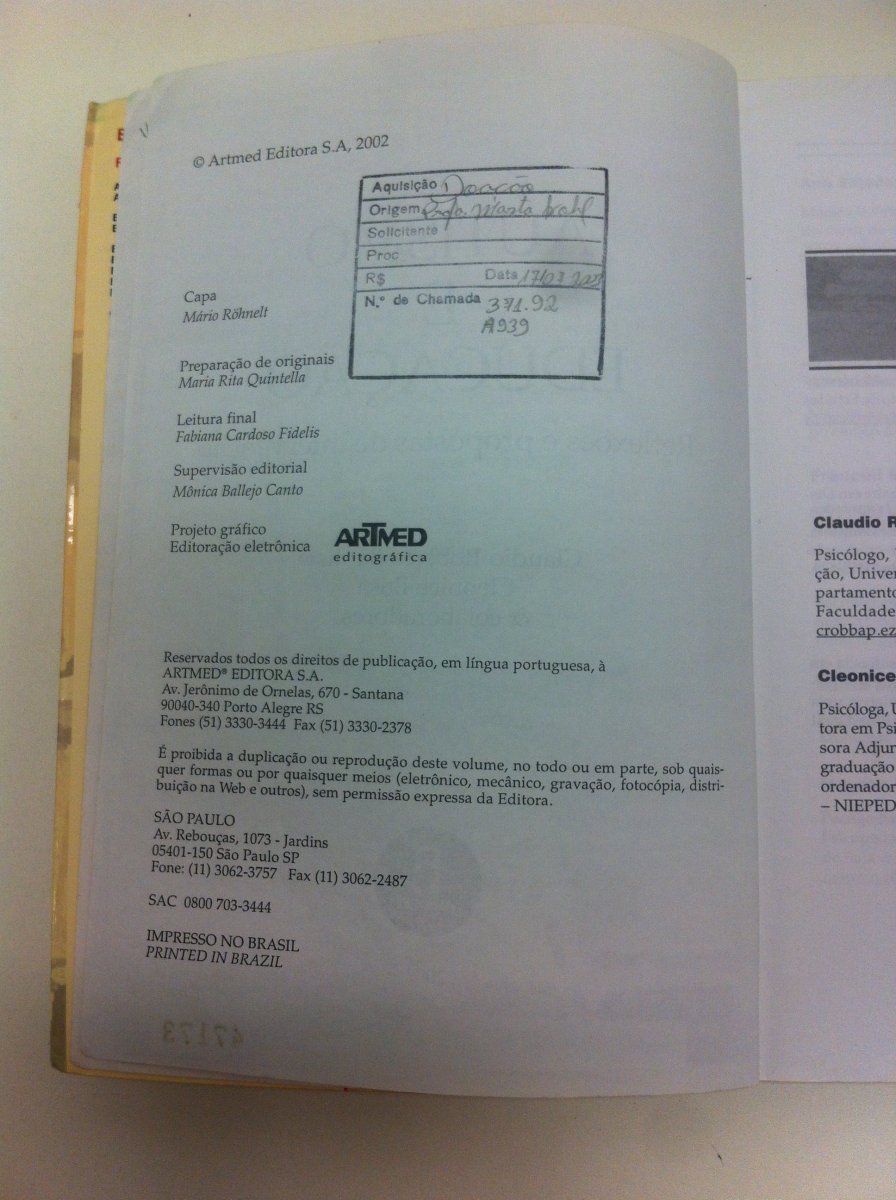 © Artmed Editora S.A, 2002
Aquisição Doação
Origem Profa. Marta
Solicitante
Proc
R$ Data 17/03
N.º de Chamada 371.92
A939
Capa
Mário Röhnelt
Preparação de originais
Maria Rita Quintella
Leitura final
Fabiana Cardoso Fidelis
Supervisão editorial
Mônica Ballejo Canto
Projeto gráfico
Editoração eletrônica
ARTMED
editográfica
Reservados todos os direitos de publicação, em língua portuguesa, à
ARTMED® EDITORA S.A.
Av. Jerônimo de Ornelas, 670 - Santana
90040-340 Porto Alegre RS
Fones (51) 3330-3444 Fax (51) 3330-2378
É proibida a duplicação ou reprodução deste volume, no todo ou em parte, sob quais-
quer formas ou por quaisquer meios (eletrônico, mecânico, gravação, fotocópia, distri-
buição na Web e outros), sem permissão expressa da Editora.
SÃO PAULO
Av. Rebouças, 1073 - Jardins
05401-150 São Paulo SP
Fone: (11) 3062-3757 Fax (11) 3062-2487
SAC 0800 703-3444
IMPRESSO NO BRASIL
PRINTED IN BRAZIL
47173
Claudio R
Psicólogo,
ção, Univer
partamento
Faculdade
crobbap.ez
Cleonice
Psicóloga, U
tora em Psi
sora Adjun
graduação
ordenador
– NIEPED